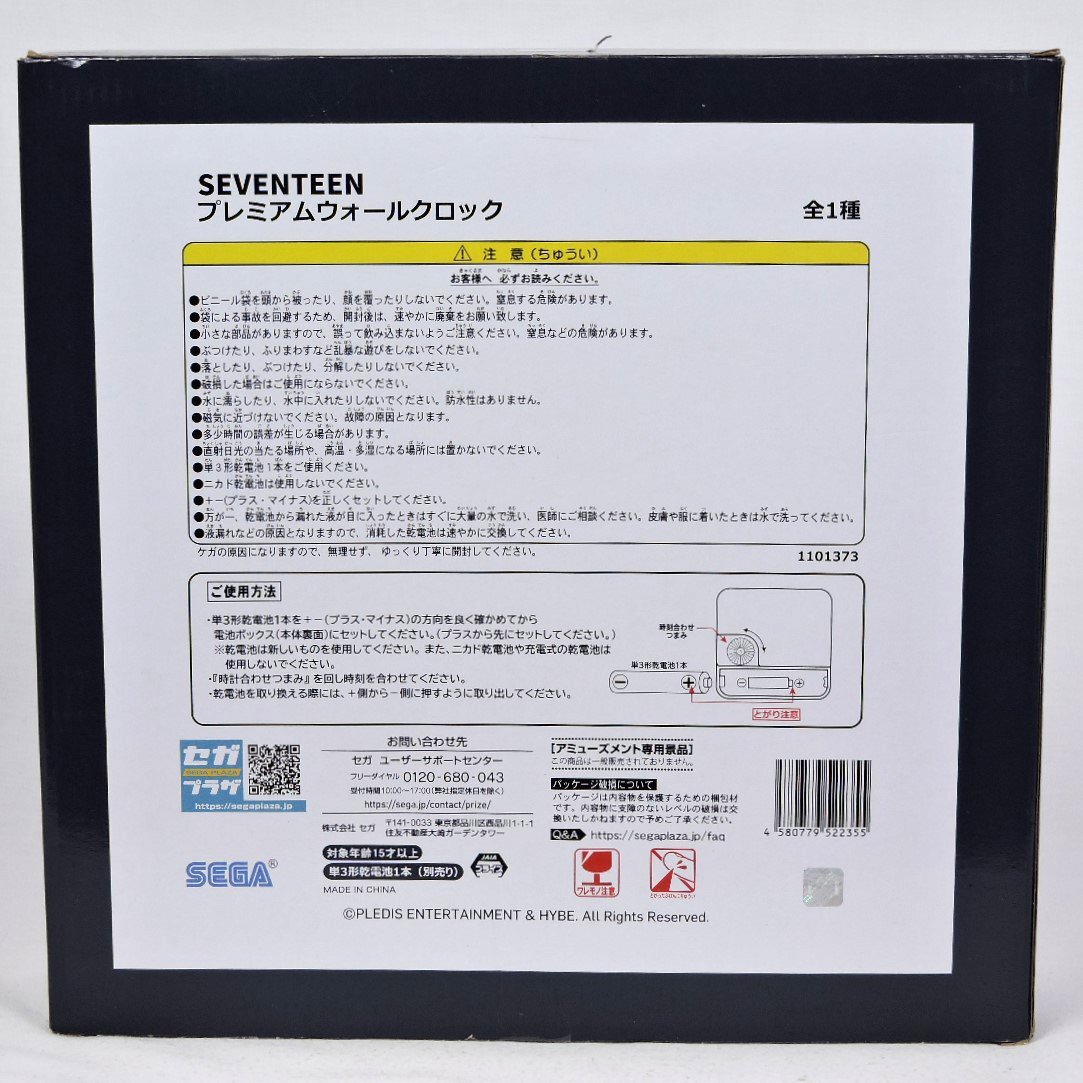 SEVENTEEN
プレミアムウォールクロック
全1種
⚠ 注意(ちゅうい)
お客様へ 必ずお読みください。
●ビニール袋を頭から被ったり、顔を覆ったりしないでください。窒息する危険があります。
●袋による事故を回避するため、開封後は、速やかに廃棄をお願い致します。
●小さな部品がありますので、誤って飲み込まないようご注意ください。窒息などの危険があります。
●ぶつけたり、ふりまわすなど乱暴な遊びをしないでください。
●落としたり、ぶつけたり、分解したりしないでください。
●破損した場合はご使用にならないでください。
●水に濡らしたり、水中に入れたりしないでください。防水性はありません。
●磁気に近づけないでください。故障の原因となります。
●多少時間の誤差が生じる場合があります。
●直射日光の当たる場所や、高温・多湿になる場所には置かないでください。
●単3形乾電池1本をご使用ください。
●ニカド乾電池は使用しないでください。
●+-(プラス・マイナス)を正しくセットしてください。
●万が一、乾電池から漏れた液が目に入ったときはすぐに大量の水で洗い、医師にご相談ください。皮膚や服に着いたときは水で洗ってください。
●液漏れなどの原因となりますので、消耗した乾電池は速やかに交換してください。
ケガの原因になりますので、無理せず、ゆっくり丁寧に開封してください。
1101373
ご使用方法
・単3形乾電池1本を+-(プラス・マイナス)の方向を良く確かめてから
電池ボックス(本体裏面)にセットしてください。(プラスから先にセットしてください。)
※乾電池は新しいものを使用してください。また、ニカド乾電池や充電式の乾電池は
使用しないでください。
・『時計合わせつまみ』を回し時刻を合わせてください。
・乾電池を取り換える際には、+側から-側に押すように取り出してください。
時刻合わせ
つまみ
単3形乾電池1本
とがり注意
セガ
SEGA PLAZA
プラザ
https://segaplaza.jp
お問い合わせ先
セガ ユーザーサポートセンター
フリーダイヤル 0120-680-043
受付時間10:00~17:00(弊社指定休日を除く)
https://sega.jp/contact/prize/
株式会社 セガ 〒141-0033 東京都品川区西品川1-1-1
住友不動産大崎ガーデンタワー
【アミューズメント専用景品】
この商品は一般販売されておりません。
パッケージ破損について
パッケージは内容物を保護するための梱包材
です。内容物に支障のないレベルの破損は交
換いたしかねますので予めご了承ください。
Q&A https://segaplaza.jp/faq
4 580779 522355
SEGA®
対象年齢15才以上
単3形乾電池1本(別売り)
JAIA
プライズ
MADE IN CHINA
ワレモノ注意
©PLEDIS ENTERTAINMENT & HYBE. All Rights Reserved.